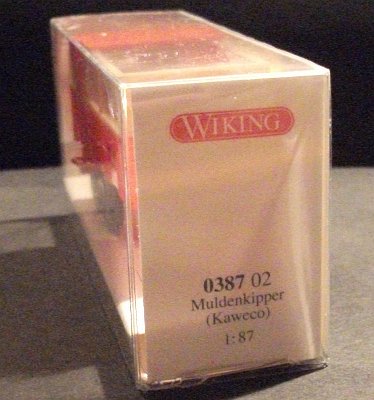 WIKING
0387 02
Muldenkipper
(Kaweco)
1:87